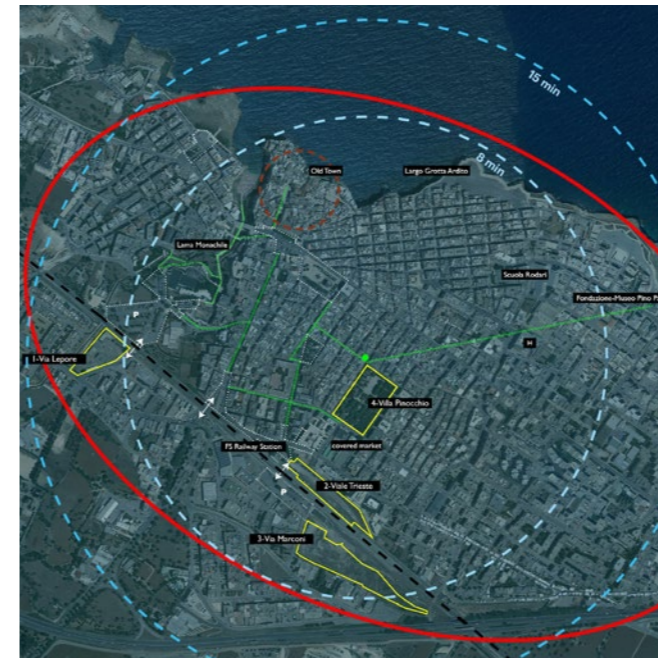 15 min
8 min
Old Town
Largo Grotta Ardito
Lama Monachile
Scuola Rodari
Fondazione-Museo Pino P
P
H
1-Via Lepore
4-Villa Pinocchio
FS Railway Station
covered market
P
2-Viale Trieste
3-Via Marconi